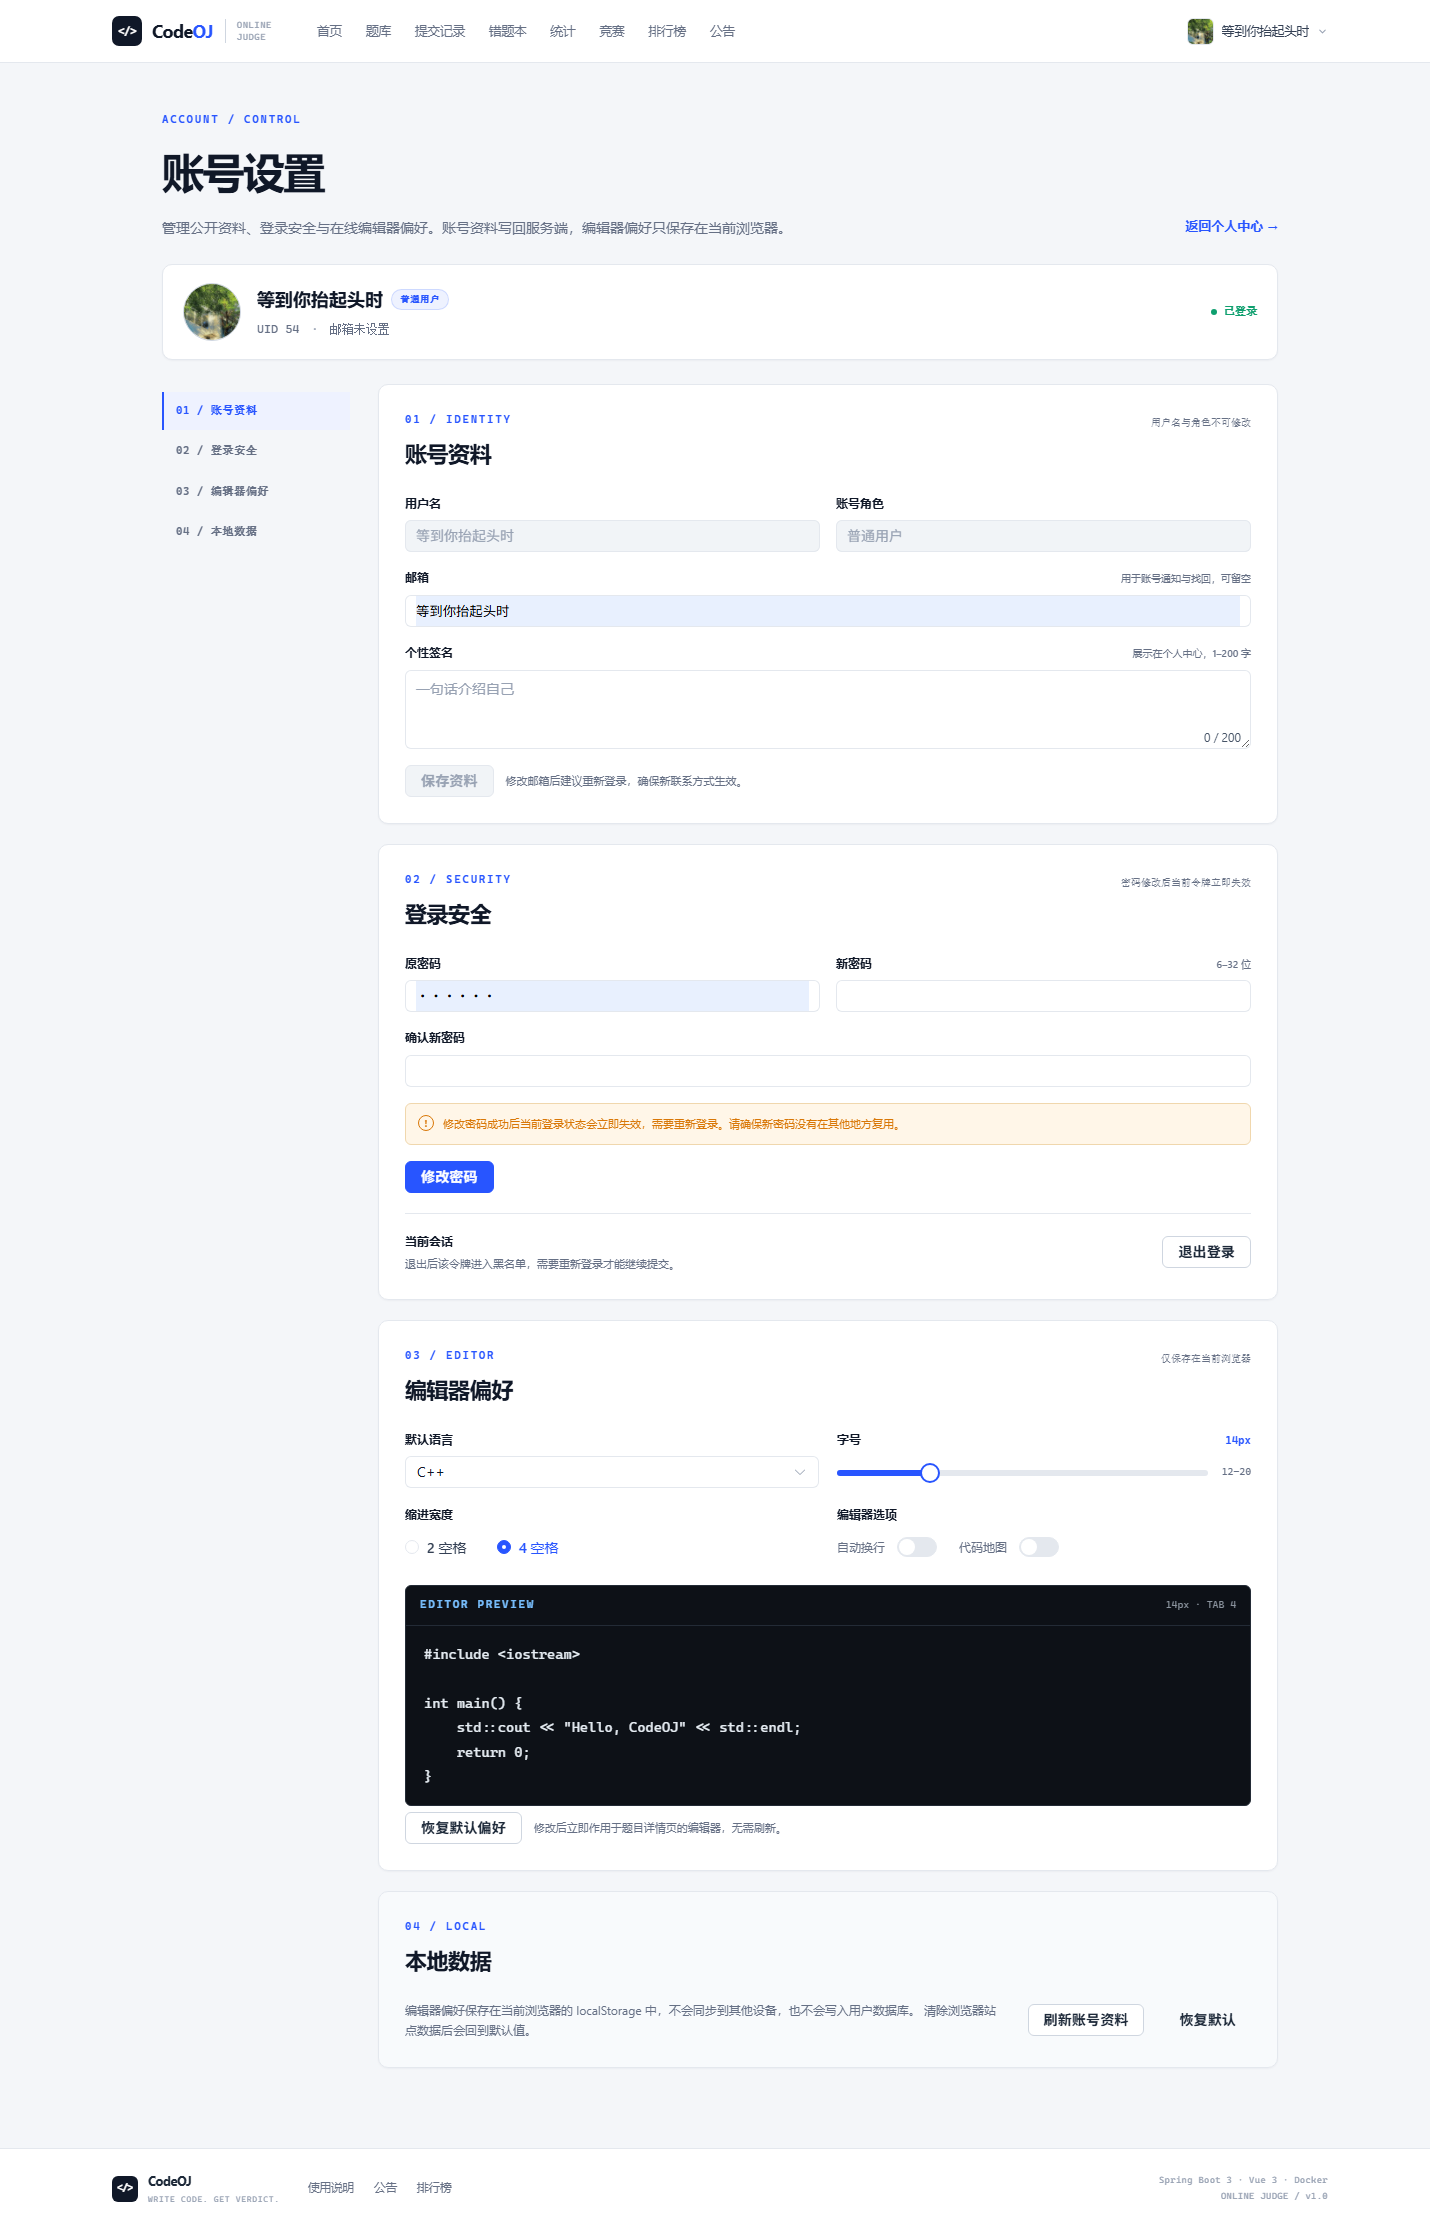 </> CodeOJ ONLINE JUDGE 首页 题库 提交记录 错题本 统计 竞赛 排行榜 公告 等到你抬起头时
ACCOUNT / CONTROL
账号设置
管理公开资料、登录安全与在线编辑器偏好。账号资料写回服务端，编辑器偏好只保存在当前浏览器。 返回个人中心 →
等到你抬起头时 普通用户
UID 54 · 邮箱未设置
已登录
01 / 账号资料
02 / 登录安全
03 / 编辑器偏好
04 / 本地数据
01 / IDENTITY 用户名与角色不可修改
账号资料
用户名 账号角色
等到你抬起头时 普通用户
邮箱 用于账号通知与找回，可留空
等到你抬起头时
个性签名 展示在个人中心，1–200 字
一句话介绍自己
0 / 200
保存资料 修改邮箱后建议重新登录，确保新联系方式生效。
02 / SECURITY 密码修改后当前令牌立即失效
登录安全
原密码 新密码 6–32 位
······
确认新密码
修改密码成功后当前登录状态会立即失效，需要重新登录。请确保新密码没有在其他地方复用。
修改密码
当前会话
退出后该令牌进入黑名单，需要重新登录才能继续提交。 退出登录
03 / EDITOR 仅保存在当前浏览器
编辑器偏好
默认语言 字号 14px
C++ 12–20
缩进宽度 编辑器选项
2 空格 4 空格 自动换行 代码地图
EDITOR PREVIEW 14px · TAB 4
#include <iostream>
int main() {
    std::cout << "Hello, CodeOJ" << std::endl;
    return 0;
}
恢复默认偏好 修改后立即作用于题目详情页的编辑器，无需刷新。
04 / LOCAL
本地数据
编辑器偏好保存在当前浏览器的 localStorage 中，不会同步到其他设备，也不会写入用户数据库。 清除浏览器站
点数据后会回到默认值。
刷新账号资料 恢复默认
</> CodeOJ
WRITE CODE. GET VERDICT.
使用说明 公告 排行榜
Spring Boot 3 · Vue 3 · Docker
ONLINE JUDGE / v1.0